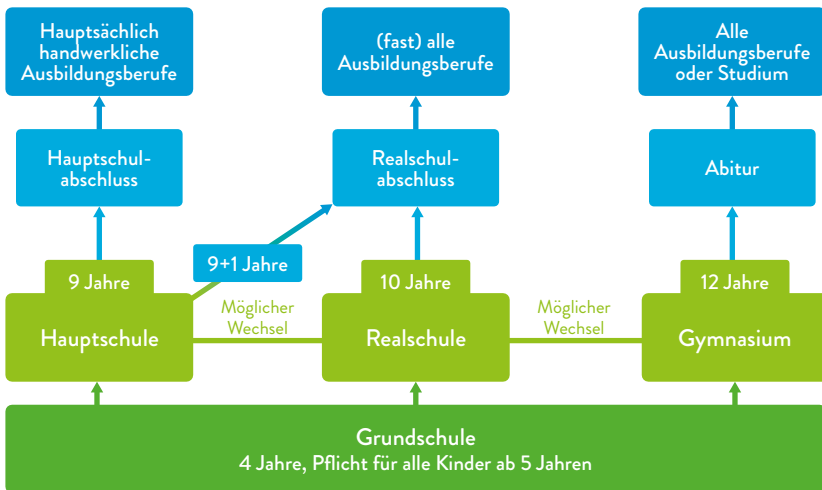 Hauptsächlich
handwerkliche
Ausbildungsberufe
(fast) alle
Ausbildungsberufe
Alle
Ausbildungsberufe
oder Studium
Hauptschul-
abschluss
Realschul-
abschluss
Abitur
9+1 Jahre
9 Jahre
10 Jahre
12 Jahre
Hauptschule
Möglicher
Wechsel
Realschule
Möglicher
Wechsel
Gymnasium
Grundschule
4 Jahre, Pflicht für alle Kinder ab 5 Jahren